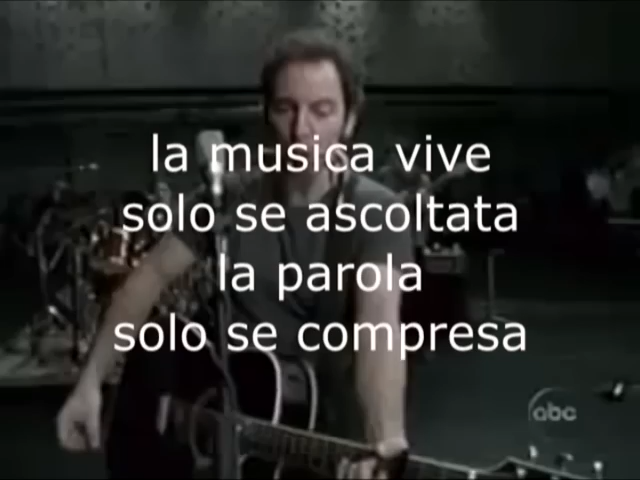 la musica vive
solo se ascoltata
la parola
solo se compresa
abc